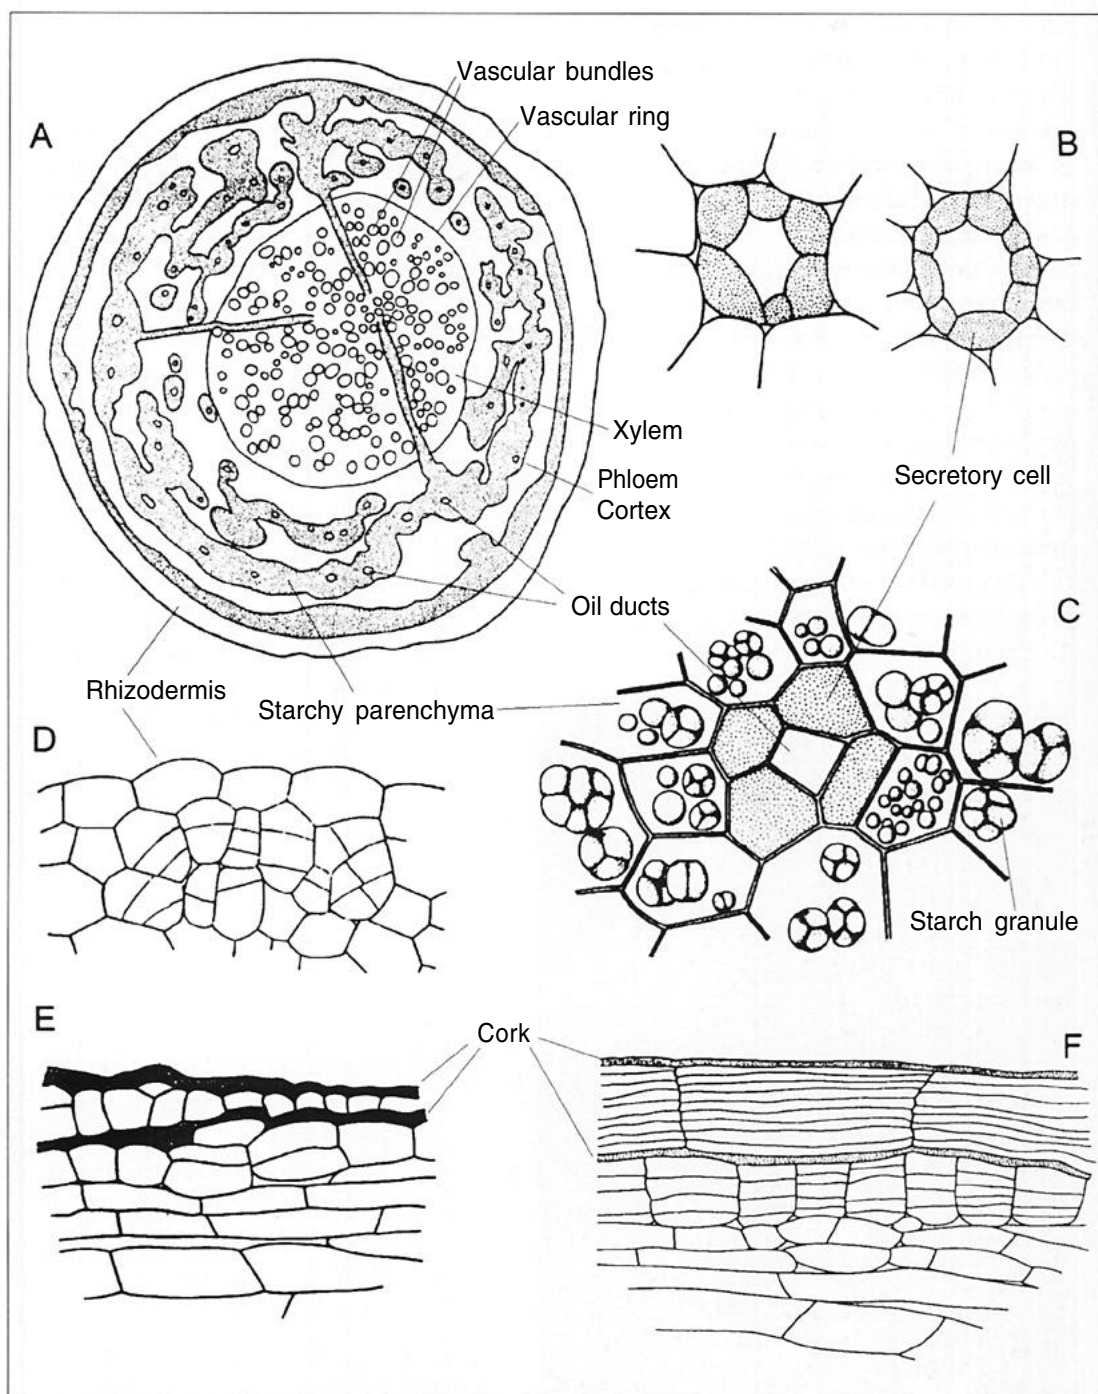 Vascular bundles
Vascular ring
A
B
Xylem
Phloem
Cortex
Secretory cell
Oil ducts
C
Rhizodermis
Starchy parenchyma
D
Starch granule
E
Cork
F